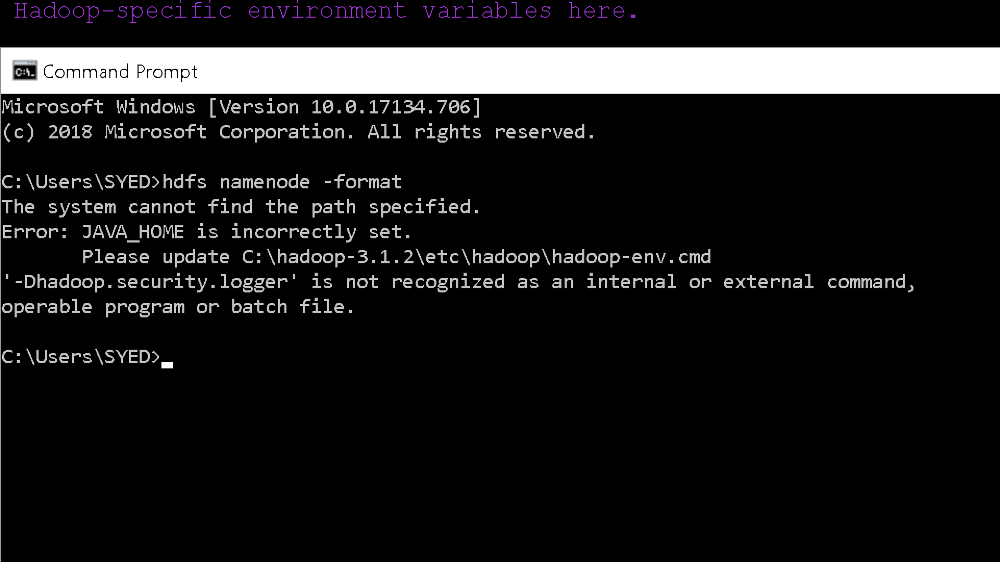 Hadoop-specific environment variables here.
C:\.
Command Prompt
Microsoft Windows [Version 10.0.17134.706]
(c) 2018 Microsoft Corporation. All rights reserved.
C:\Users\SYED>hdfs namenode -format
The system cannot find the path specified.
Error: JAVA_HOME is incorrectly set.
Please update C:\hadoop-3.1.2\etc\hadoop\hadoop-env.cmd
'-Dhadoop.security.logger' is not recognized as an internal or external command,
operable program or batch file.
C:\Users\SYED>